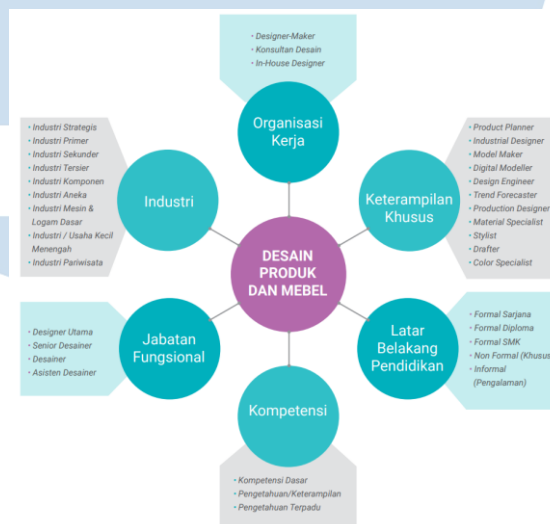 • Designer-Maker
• Konsultan Desain
• In-House Designer
Organisasi
Kerja
• Industri Strategis
• Industri Primer
• Industri Sekunder
• Industri Tersier
• Industri Komponen
• Industri Aneka
• Industri Mesin &
Logam Dasar
• Industri / Usaha Kecil
Menengah
• Industri Pariwisata
Industri
Keterampilan
Khusus
• Product Planner
• Industrial Designer
• Model Maker
• Digital Modeller
• Design Engineer
• Trend Forecaster
• Production Designer
• Material Specialist
• Stylist
• Drafter
• Color Specialist
DESAIN
PRODUK
DAN MEBEL
• Designer Utama
• Senior Desainer
• Desainer
• Asisten Desainer
Jabatan
Fungsional
Latar
Belakang
Pendidikan
• Formal Sarjana
• Formal Diploma
• Formal SMK
• Non Formal (Khusus
• Informal
(Pengalaman)
Kompetensi
• Kompetensi Dasar
• Pengetahuan/Keterampilan
• Pengetahuan Terpadu